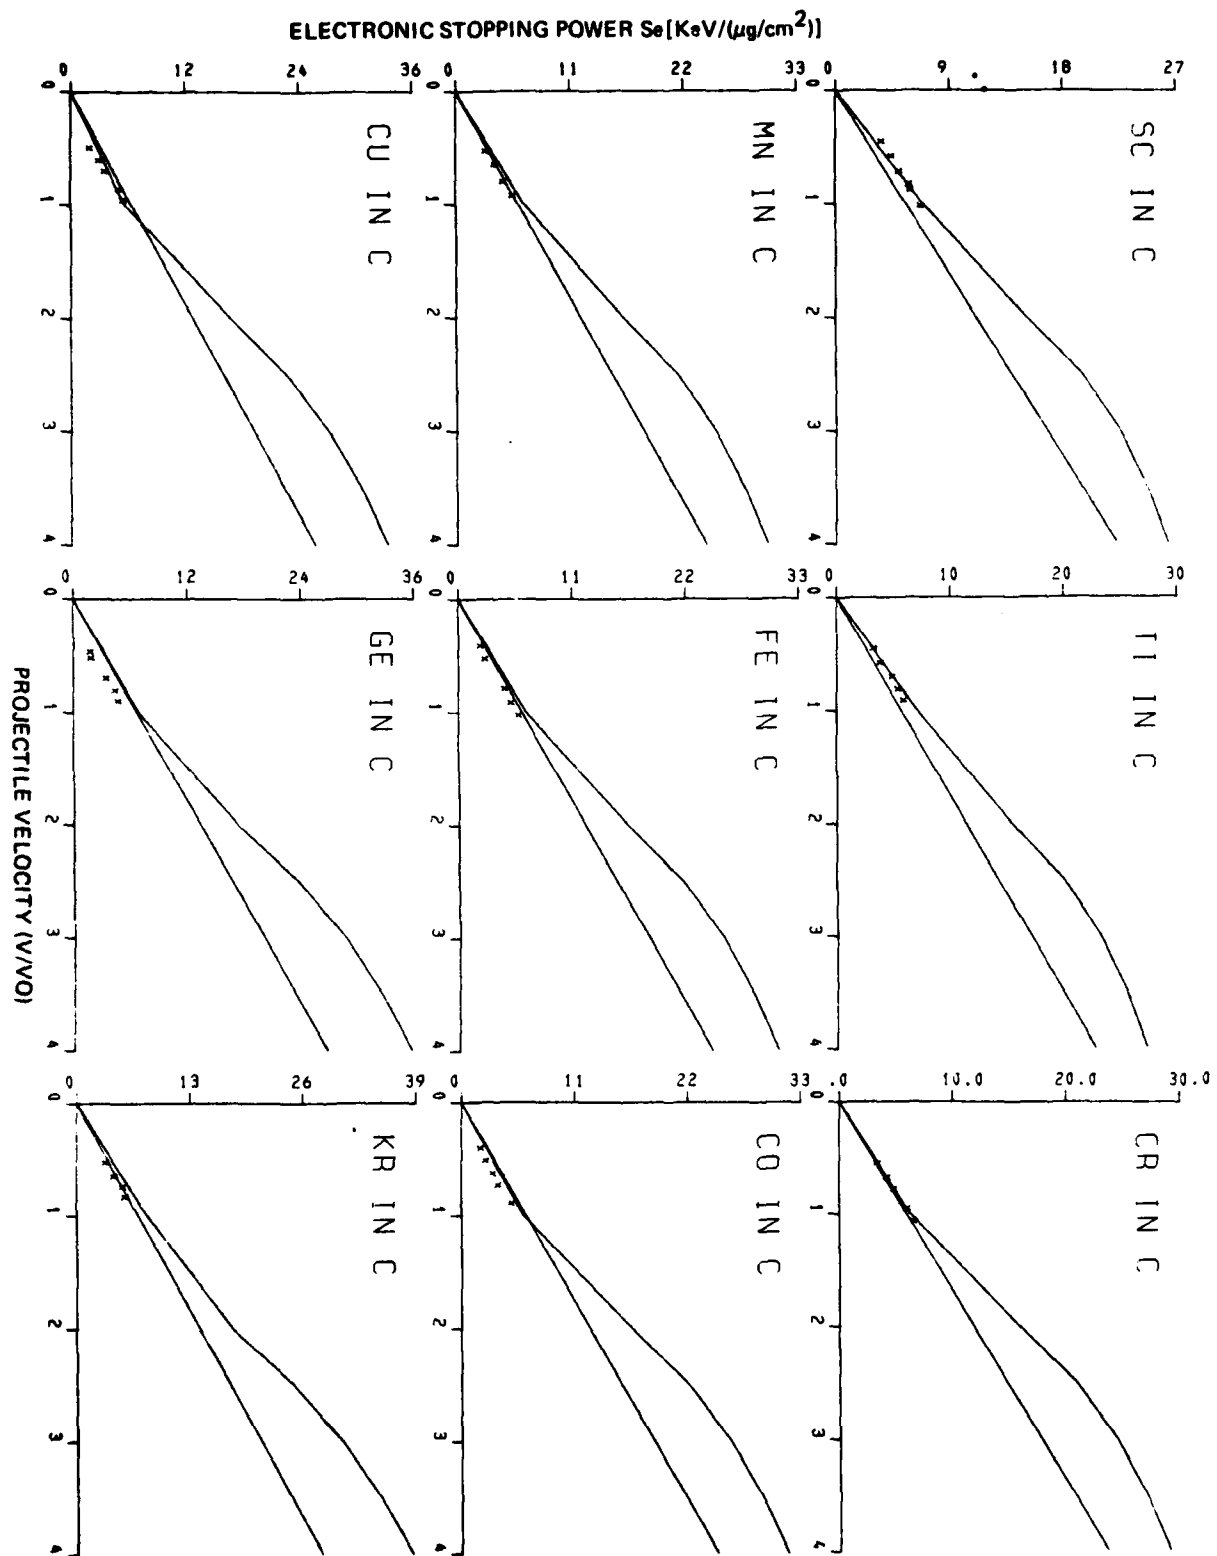 ELECTRONIC STOPPING POWER Se[KeV/(µg/cm²)]
0 12 24 36
0 11 22 33
0 9 18 27
0 1 2 3 4
CU IN C
0 1 2 3 4
MN IN C
0 1 2 3 4
SC IN C
0 12 24 36
0 11 22 33
0 10 20 30
0 1 2 3 4
GE IN C
0 1 2 3 4
FE IN C
0 1 2 3 4
TI IN C
0 13 26 39
0 11 22 33
.0 10.0 20.0 30.0
0 1 2 3 4
KR IN C
0 1 2 3 4
CO IN C
0 1 2 3 4
CR IN C
PROJECTILE VELOCITY (V/VO)